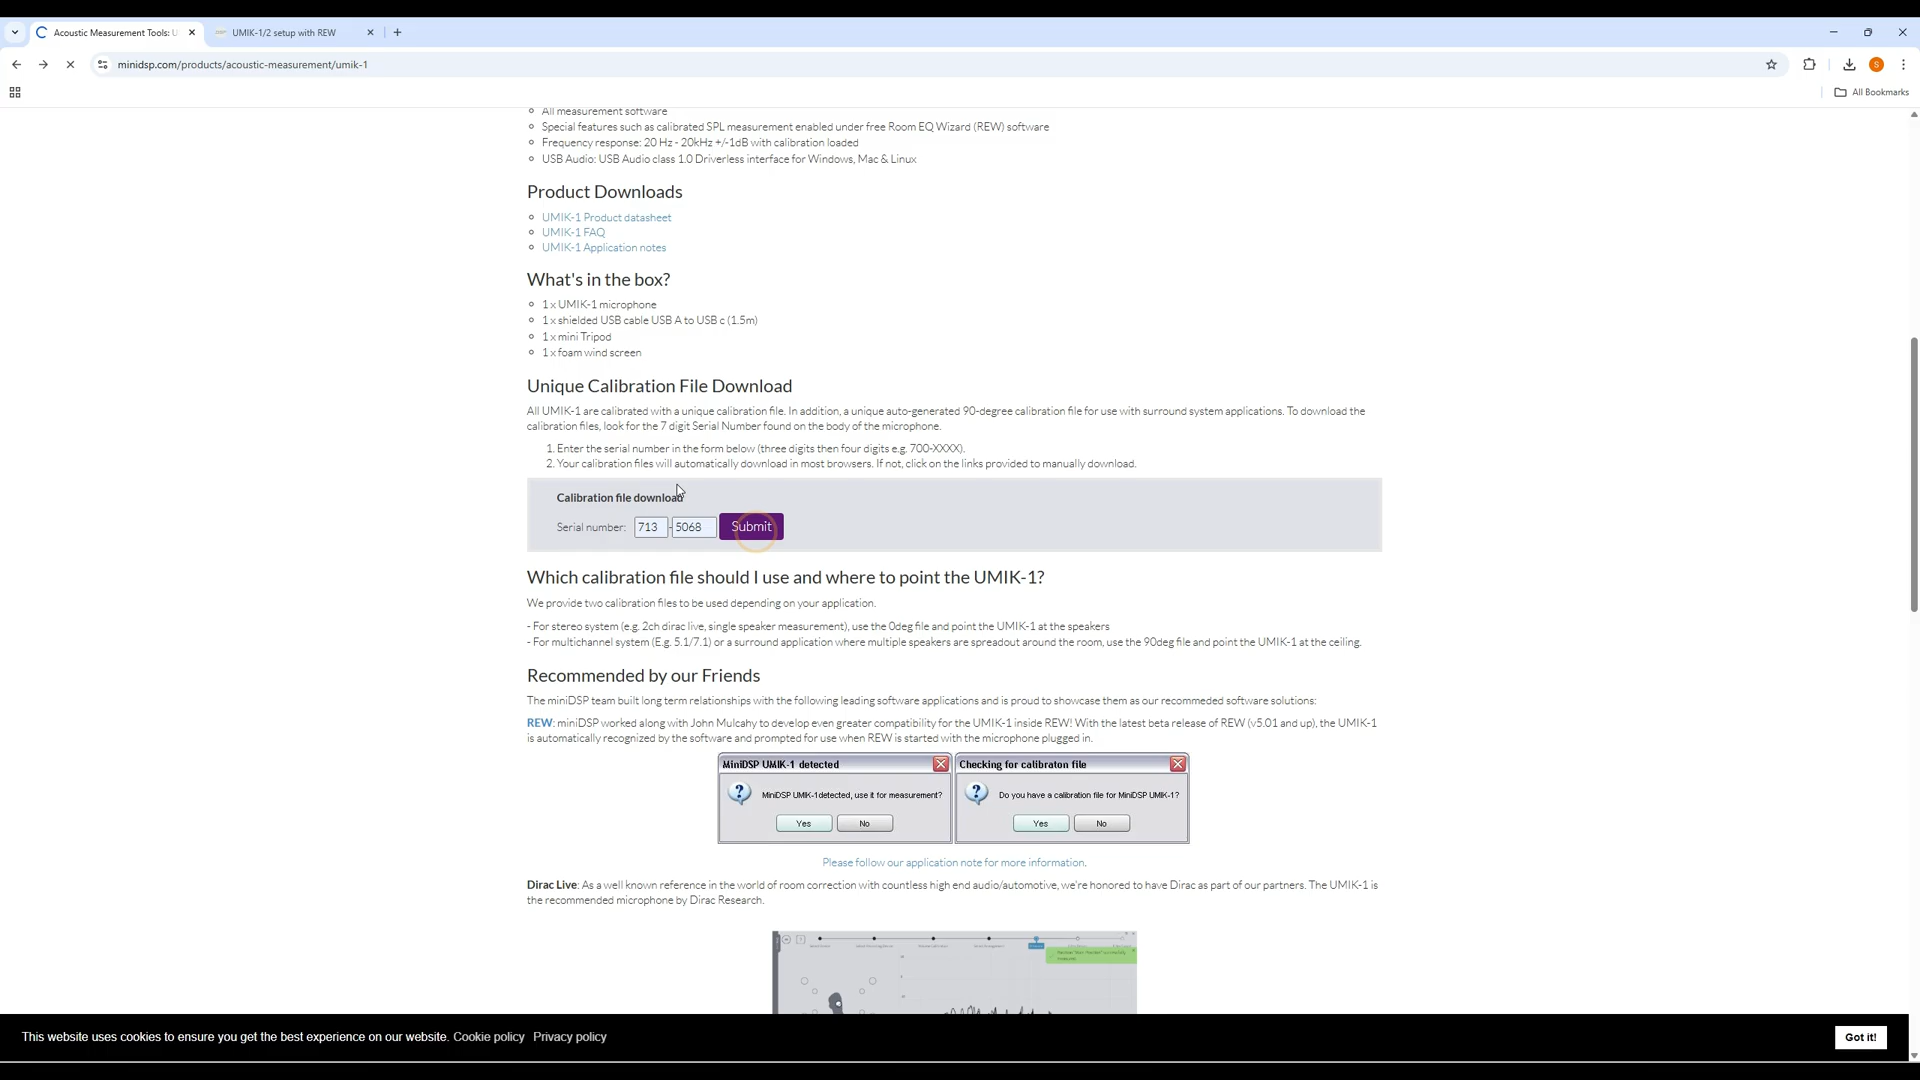 Acoustic Measurement Tools: U
UMIK-1/2 setup with REW
minidsp.com/products/acoustic-measurement/umik-1
S
All Bookmarks
All measurement software
Special features such as calibrated SPL measurement enabled under free Room EQ Wizard (REW) software
Frequency response: 20 Hz - 20kHz +/-1dB with calibration loaded
USB Audio: USB Audio class 1.0 Driverless interface for Windows, Mac & Linux
Product Downloads
UMIK-1 Product datasheet
UMIK-1 FAQ
UMIK-1 Application notes
What's in the box?
1 x UMIK-1 microphone
1 x shielded USB cable USB A to USB c (1.5m)
1 x mini Tripod
1 x foam wind screen
Unique Calibration File Download
All UMIK-1 are calibrated with a unique calibration file. In addition, a unique auto-generated 90-degree calibration file for use with surround system applications. To download the
calibration files, look for the 7 digit Serial Number found on the body of the microphone.
1. Enter the serial number in the form below (three digits then four digits e.g. 700-XXXX).
2. Your calibration files will automatically download in most browsers. If not, click on the links provided to manually download.
Calibration file download
Serial number: 713 - 5068 Submit
Which calibration file should I use and where to point the UMIK-1?
We provide two calibration files to be used depending on your application.
- For stereo system (e.g. 2ch dirac live, single speaker measurement), use the 0deg file and point the UMIK-1 at the speakers
- For multichannel system (E.g. 5.1/7.1) or a surround application where multiple speakers are spreadout around the room, use the 90deg file and point the UMIK-1 at the ceiling.
Recommended by our Friends
The miniDSP team built long term relationships with the following leading software applications and is proud to showcase them as our recommeded software solutions:
REW: miniDSP worked along with John Mulcahy to develop even greater compatibility for the UMIK-1 inside REW! With the latest beta release of REW (v5.01 and up), the UMIK-1
is automatically recognized by the software and prompted for use when REW is started with the microphone plugged in.
MiniDSP UMIK-1 detected
Checking for calibraton file
MiniDSP UMIK-1detected, use it for measurement?
Do you have a calibration file for MiniDSP UMIK-1?
Yes No
Yes No
Please follow our application note for more information.
Dirac Live: As a well known reference in the world of room correction with countless high end audio/automotive, we're honored to have Dirac as part of our partners. The UMIK-1 is
the recommended microphone by Dirac Research.
This website uses cookies to ensure you get the best experience on our website. Cookie policy Privacy policy
Got it!